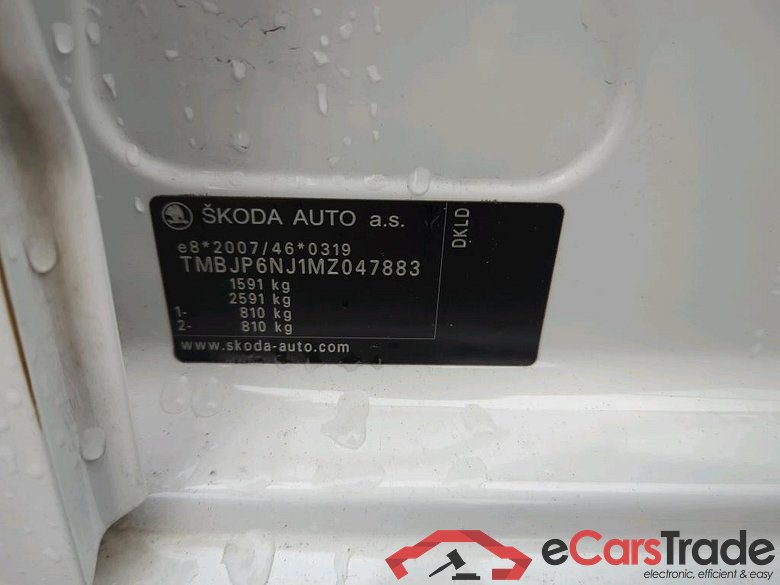 ŠKODA AUTO a.s.
e8*2007/46*0319
TMBJP6NJ1MZ047883
1591 kg
2591 kg
1- 810 kg
2- 810 kg
www.skoda-auto.com
DKLD
eCarsTrade
electronic, efficient & easy